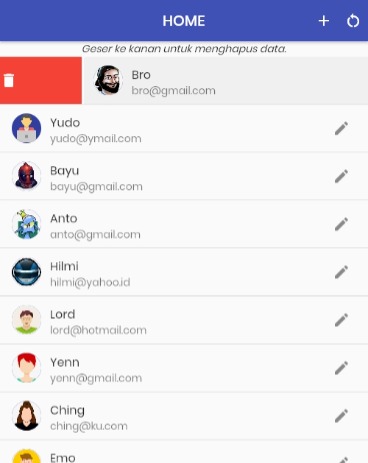 HOME
Geser ke kanan untuk menghapus data.
Bro
bro@gmail.com
Yudo
yudo@ymail.com
Bayu
bayu@gmail.com
Anto
anto@gmail.com
Hilmi
hilmi@yahoo.id
Lord
lord@hotmail.com
Yenn
yenn@gmail.com
Ching
ching@ku.com
Emo